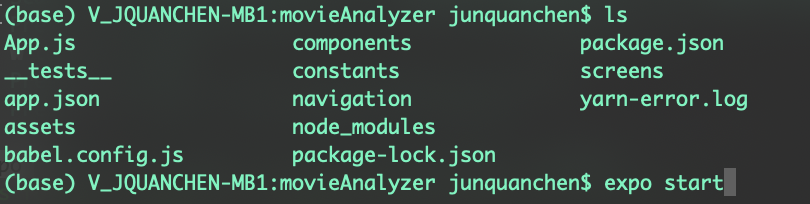 (base) V_JQUANCHEN-MB1:movieAnalyzer junquanchen$ ls
App.js components package.json
__tests__ constants screens
app.json navigation yarn-error.log
assets node_modules
babel.config.js package-lock.json
(base) V_JQUANCHEN-MB1:movieAnalyzer junquanchen$ expo start